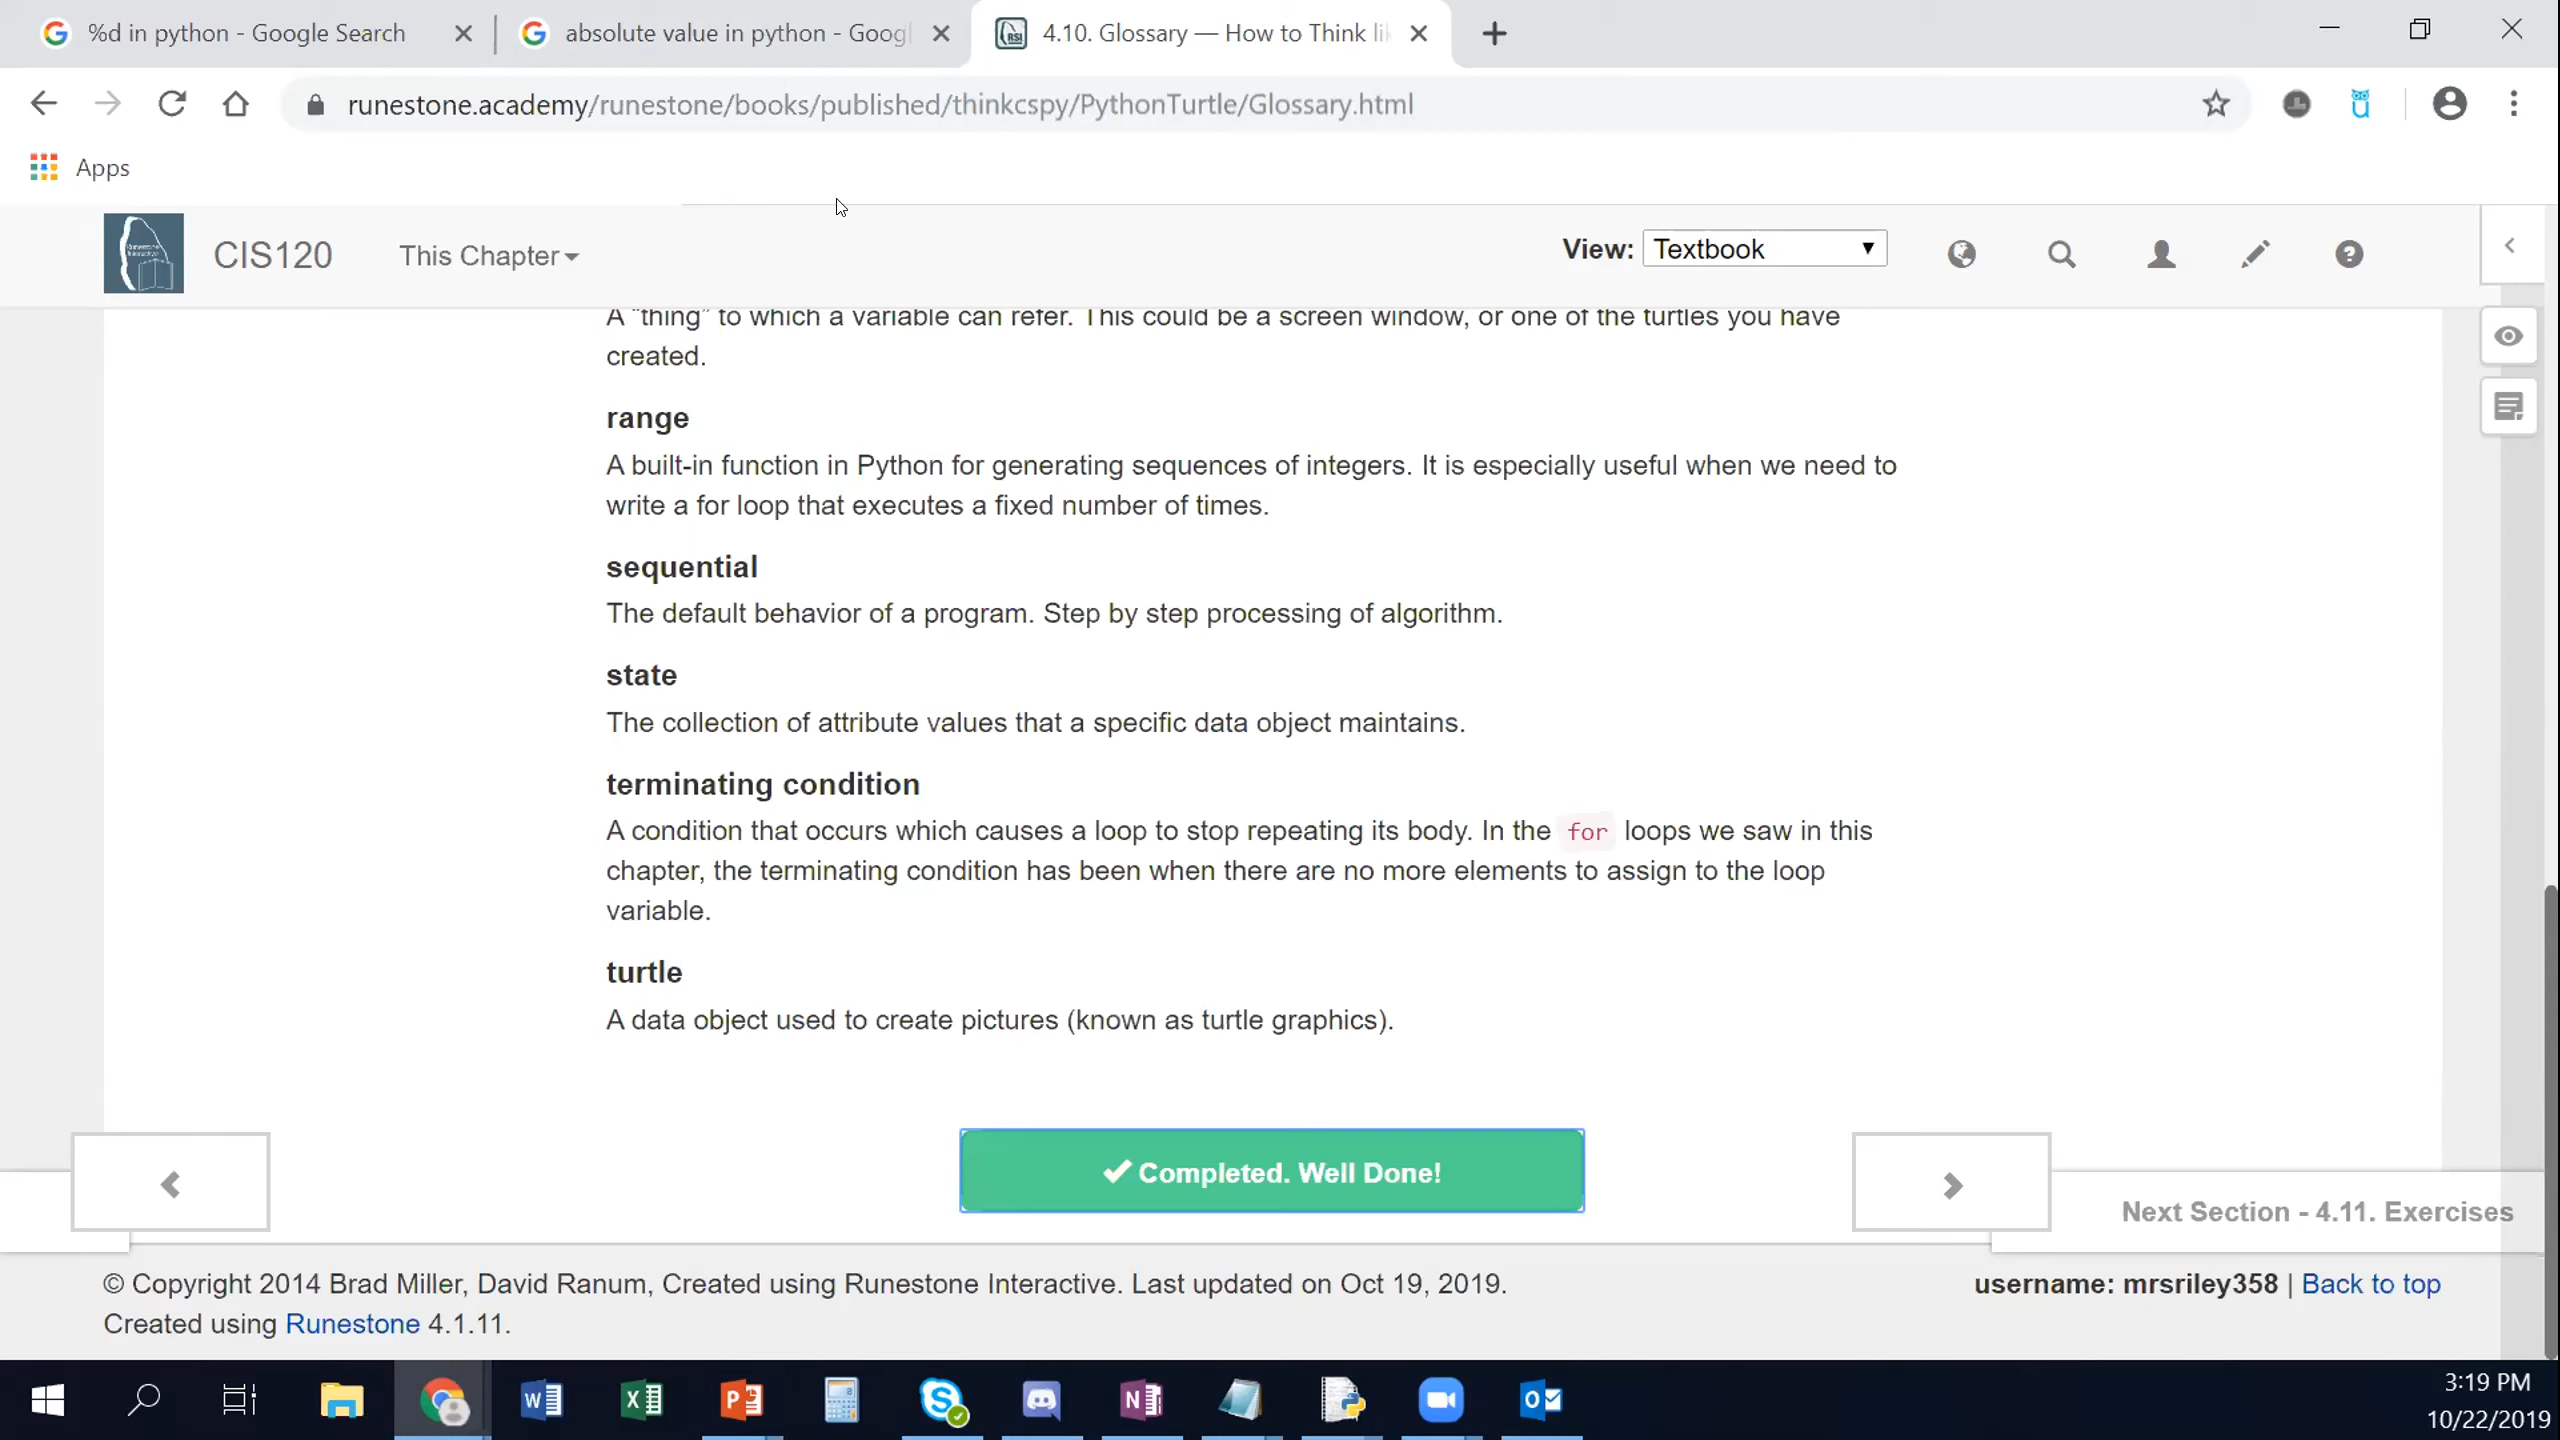 %d in python - Google Search
absolute value in python - Googl
4.10. Glossary — How to Think lik
runestone.academy/runestone/books/published/thinkcspy/PythonTurtle/Glossary.html
Apps
CIS120
This Chapter
View: Textbook
A “thing” to which a variable can refer. This could be a screen window, or one of the turtles you have
created.
range
A built-in function in Python for generating sequences of integers. It is especially useful when we need to
write a for loop that executes a fixed number of times.
sequential
The default behavior of a program. Step by step processing of algorithm.
state
The collection of attribute values that a specific data object maintains.
terminating condition
A condition that occurs which causes a loop to stop repeating its body. In the for loops we saw in this
chapter, the terminating condition has been when there are no more elements to assign to the loop
variable.
turtle
A data object used to create pictures (known as turtle graphics).
Completed. Well Done!
Next Section - 4.11. Exercises
© Copyright 2014 Brad Miller, David Ranum, Created using Runestone Interactive. Last updated on Oct 19, 2019.
username: mrsriley358 | Back to top
Created using Runestone 4.1.11.
3:19 PM
10/22/2019